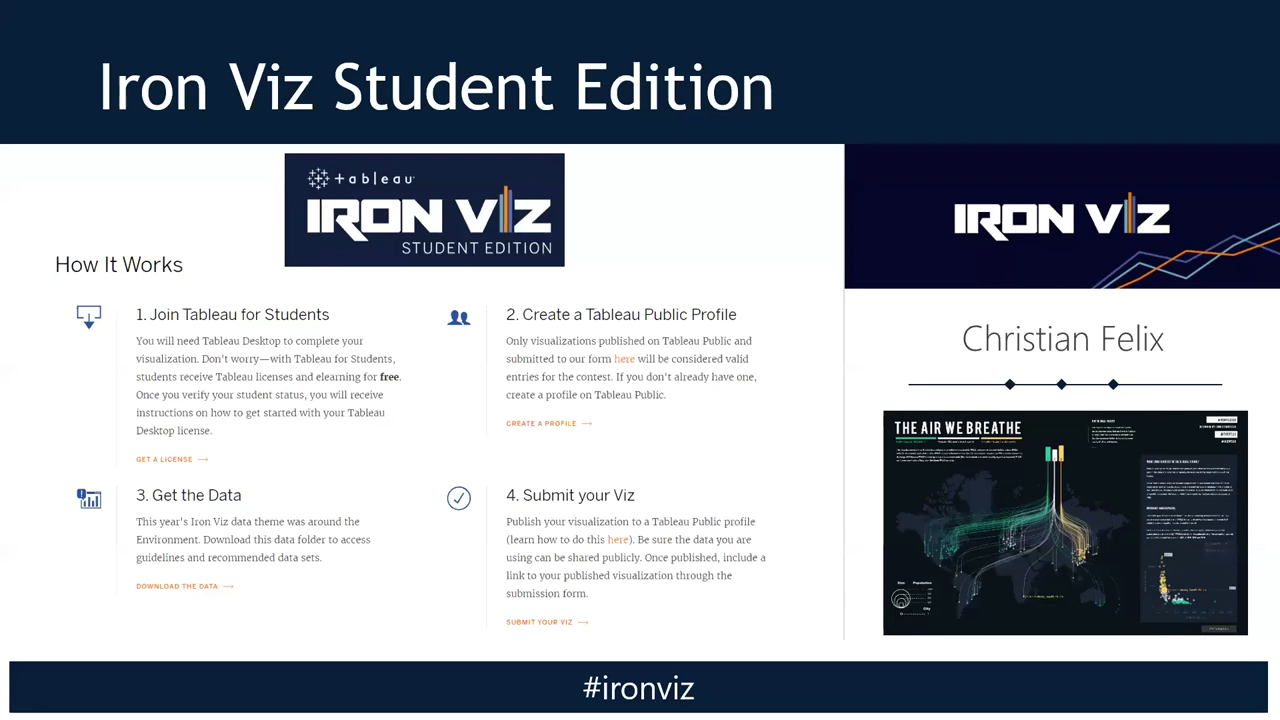 Iron Viz Student Edition
+ a b l e a u
IRON VIZ
STUDENT EDITION
How It Works
1. Join Tableau for Students
You will need Tableau Desktop to complete your
visualization. Don't worry—with Tableau for Students,
students receive Tableau licenses and elearning for free.
Once you verify your student status, you will receive
instructions on how to get started with your Tableau
Desktop license.
GET A LICENSE
2. Create a Tableau Public Profile
Only visualizations published on Tableau Public and
submitted to our form here will be considered valid
entries for the contest. If you don't already have one,
create a profile on Tableau Public.
CREATE A PROFILE
3. Get the Data
This year's Iron Viz data theme was around the
Environment. Download this data folder to access
guidelines and recommended data sets.
DOWNLOAD THE DATA
4. Submit your Viz
Publish your visualization to a Tableau Public profile
(learn how to do this here). Be sure the data you are
using can be shared publicly. Once published, include a
link to your published visualization through the
submission form.
SUBMIT YOUR VIZ
IRON VIZ
Christian Felix
THE AIR WE BREATHE
Size Population
City
#ironviz